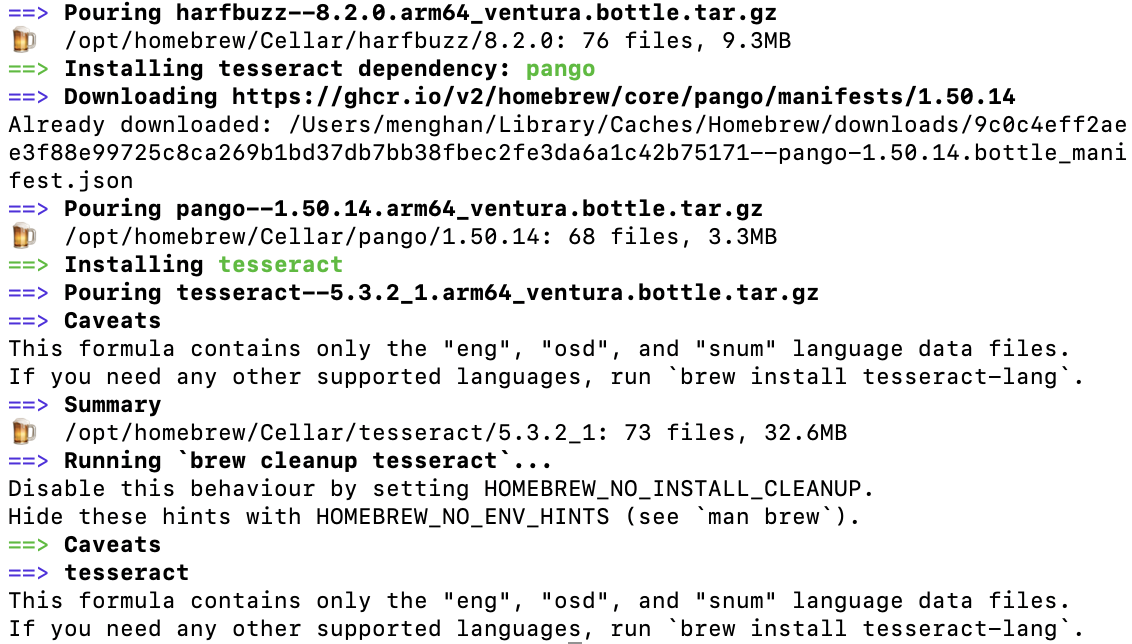 ==> Pouring harfbuzz--8.2.0.arm64_ventura.bottle.tar.gz
🍺 /opt/homebrew/Cellar/harfbuzz/8.2.0: 76 files, 9.3MB
==> Installing tesseract dependency: pango
==> Downloading https://ghcr.io/v2/homebrew/core/pango/manifests/1.50.14
Already downloaded: /Users/menghan/Library/Caches/Homebrew/downloads/9c0c4eff2ae
e3f88e99725c8ca269b1bd37db7bb38fbec2fe3da6a1c42b75171--pango-1.50.14.bottle_mani
fest.json
==> Pouring pango--1.50.14.arm64_ventura.bottle.tar.gz
🍺 /opt/homebrew/Cellar/pango/1.50.14: 68 files, 3.3MB
==> Installing tesseract
==> Pouring tesseract--5.3.2_1.arm64_ventura.bottle.tar.gz
==> Caveats
This formula contains only the "eng", "osd", and "snum" language data files.
If you need any other supported languages, run `brew install tesseract-lang`.
==> Summary
🍺 /opt/homebrew/Cellar/tesseract/5.3.2_1: 73 files, 32.6MB
==> Running `brew cleanup tesseract`...
Disable this behaviour by setting HOMEBREW_NO_INSTALL_CLEANUP.
Hide these hints with HOMEBREW_NO_ENV_HINTS (see `man brew`).
==> Caveats
==> tesseract
This formula contains only the "eng", "osd", and "snum" language data files.
If you need any other supported languages, run `brew install tesseract-lang`.